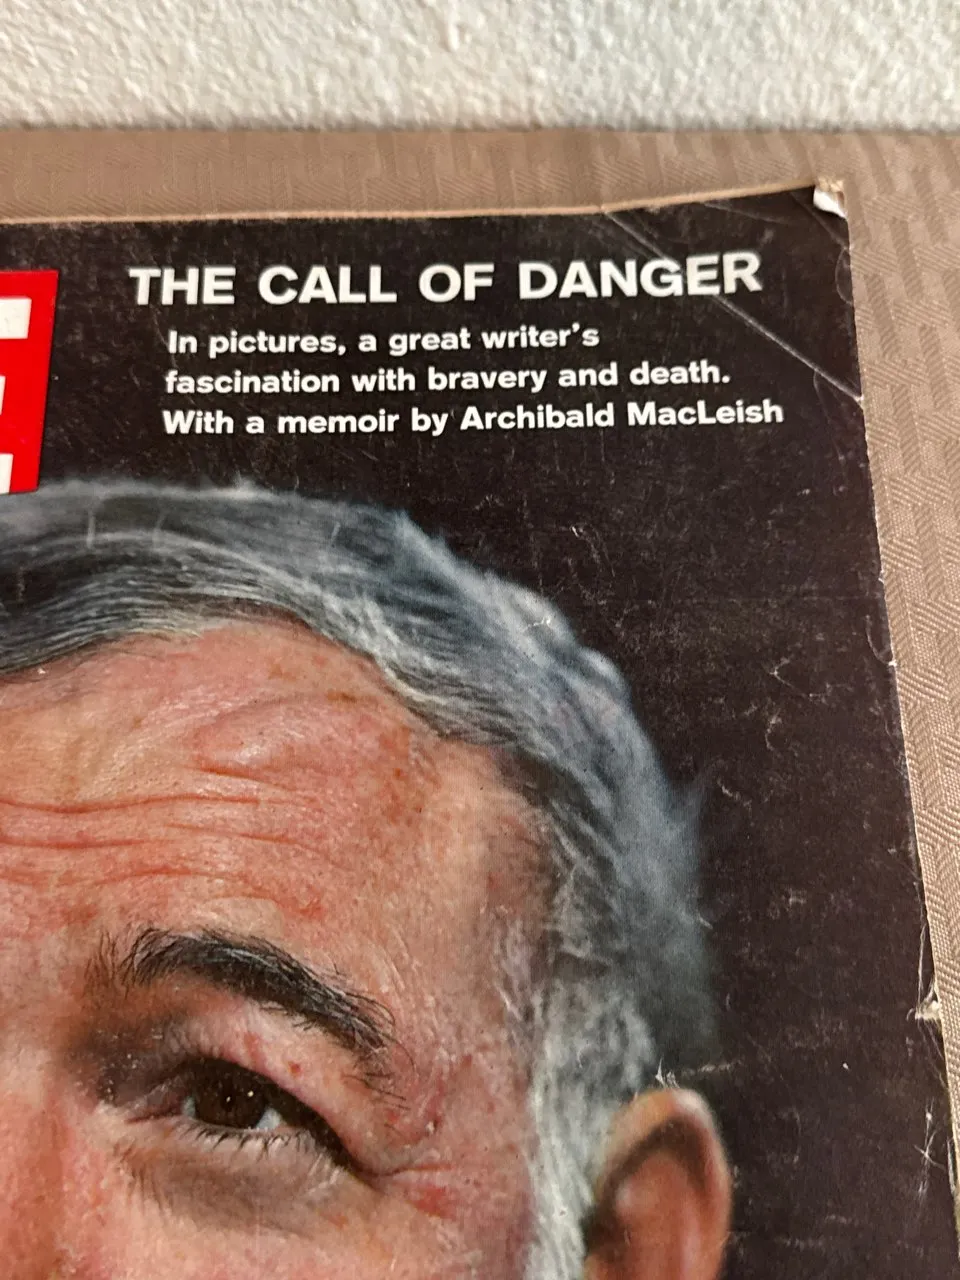 THE CALL OF DANGER
In pictures, a great writer's
fascination with bravery and death.
With a memoir by Archibald MacLeish